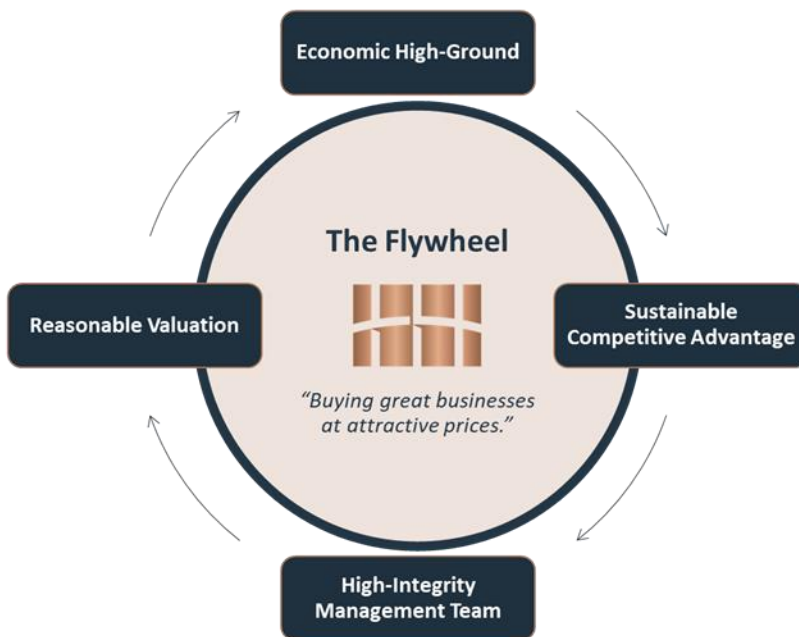 Economic High-Ground
The Flywheel
Reasonable Valuation
Sustainable
Competitive Advantage
“Buying great businesses
at attractive prices.”
High-Integrity
Management Team